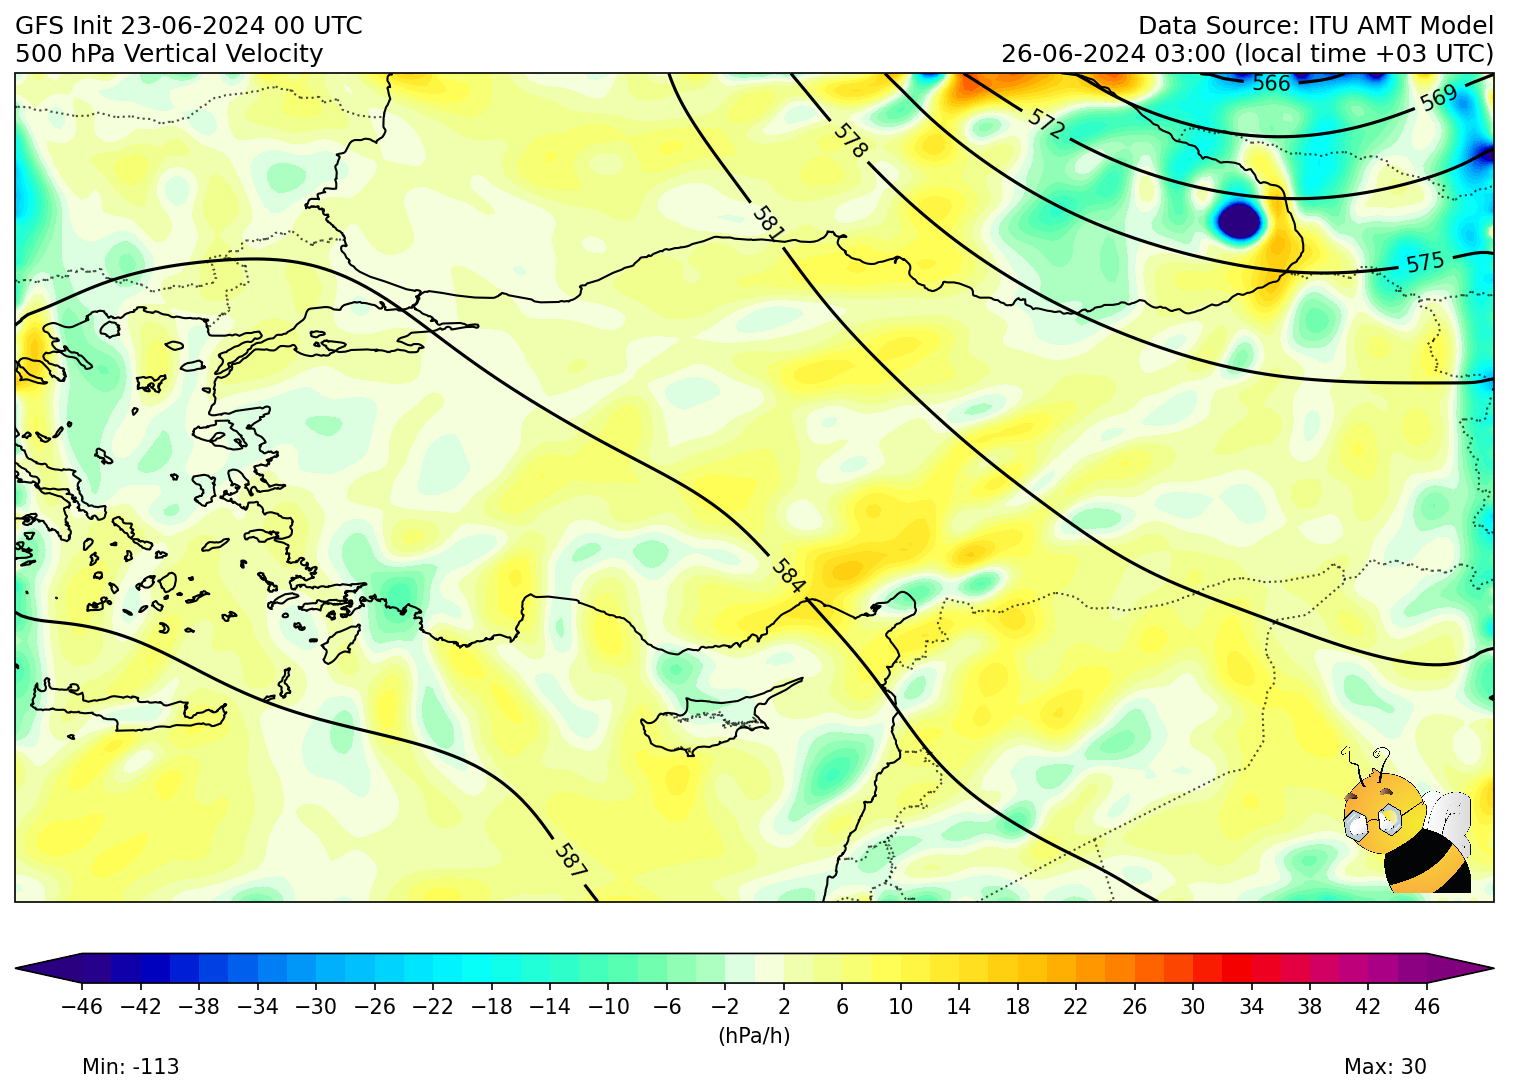 GFS Init 23-06-2024 00 UTC
Data Source: ITU AMT Model
500 hPa Vertical Velocity
26-06-2024 03:00 (local time +03 UTC)
566
569
572
578
581
575
584
587
−46 −42 −38 −34 −30 −26 −22 −18 −14 −10 −6 −2 2 6 10 14 18 22 26 30 34 38 42 46
(hPa/h)
Min: -113
Max: 30